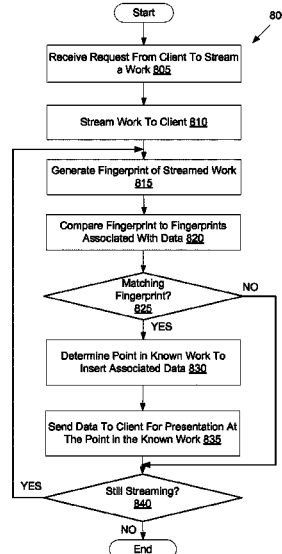 Start
80
Receive Request From Client To Stream
a Work 805
Stream Work To Client 810
Generate Fingerprint of Streamed Work
815
Compare Fingerprint to Fingerprints
Associated With Data 820
Matching
Fingerprint?
825
NO
YES
Determine Point in Known Work To
Insert Associated Data 830
Send Data To Client For Presentation At
The Point in the Known Work 835
YES
Still Streaming?
840
NO
End